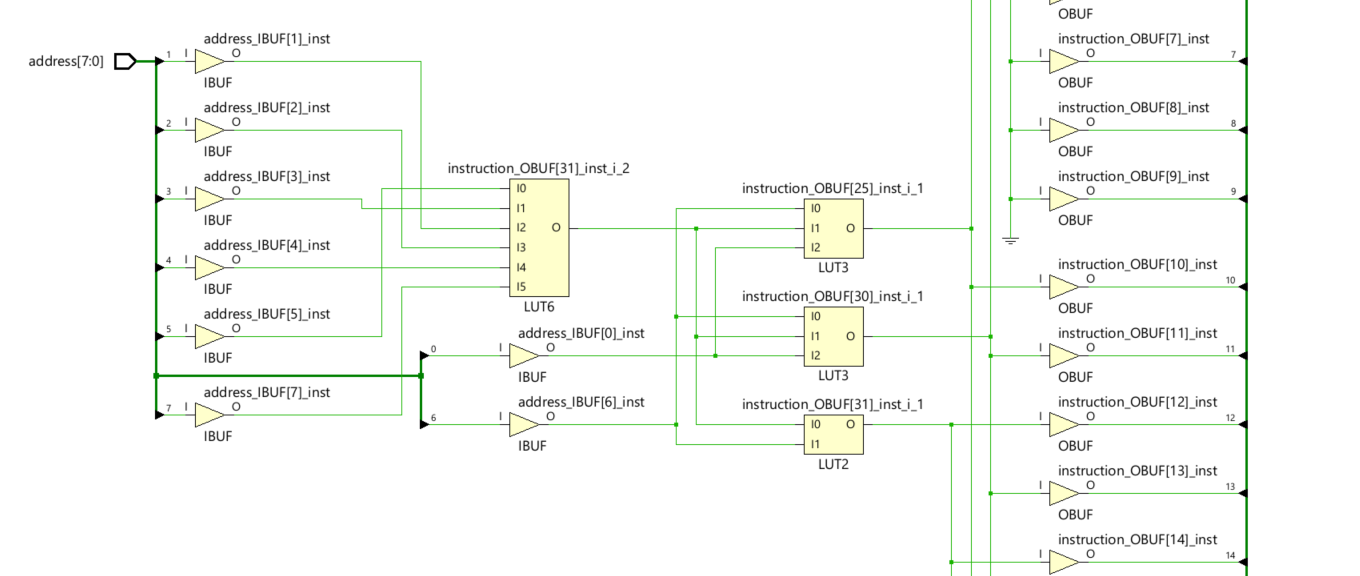 address[7:0]
1
I
address_IBUF[1]_inst
O
IBUF
2
I
address_IBUF[2]_inst
O
IBUF
3
I
address_IBUF[3]_inst
O
IBUF
4
I
address_IBUF[4]_inst
O
IBUF
5
I
address_IBUF[5]_inst
O
IBUF
7
I
address_IBUF[7]_inst
O
IBUF
instruction_OBUF[31]_inst_i_2
I0
I1
I2
I3
I4
I5
O
LUT6
0
I
address_IBUF[0]_inst
O
IBUF
6
I
address_IBUF[6]_inst
O
IBUF
instruction_OBUF[25]_inst_i_1
I0
I1
I2
O
LUT3
instruction_OBUF[30]_inst_i_1
I0
I1
I2
O
LUT3
instruction_OBUF[31]_inst_i_1
I0
I1
O
LUT2
OBUF
instruction_OBUF[7]_inst
I
O
7
OBUF
instruction_OBUF[8]_inst
I
O
8
OBUF
instruction_OBUF[9]_inst
I
O
9
OBUF
instruction_OBUF[10]_inst
I
O
10
OBUF
instruction_OBUF[11]_inst
I
O
11
OBUF
instruction_OBUF[12]_inst
I
O
12
OBUF
instruction_OBUF[13]_inst
I
O
13
OBUF
instruction_OBUF[14]_inst
I
O
14